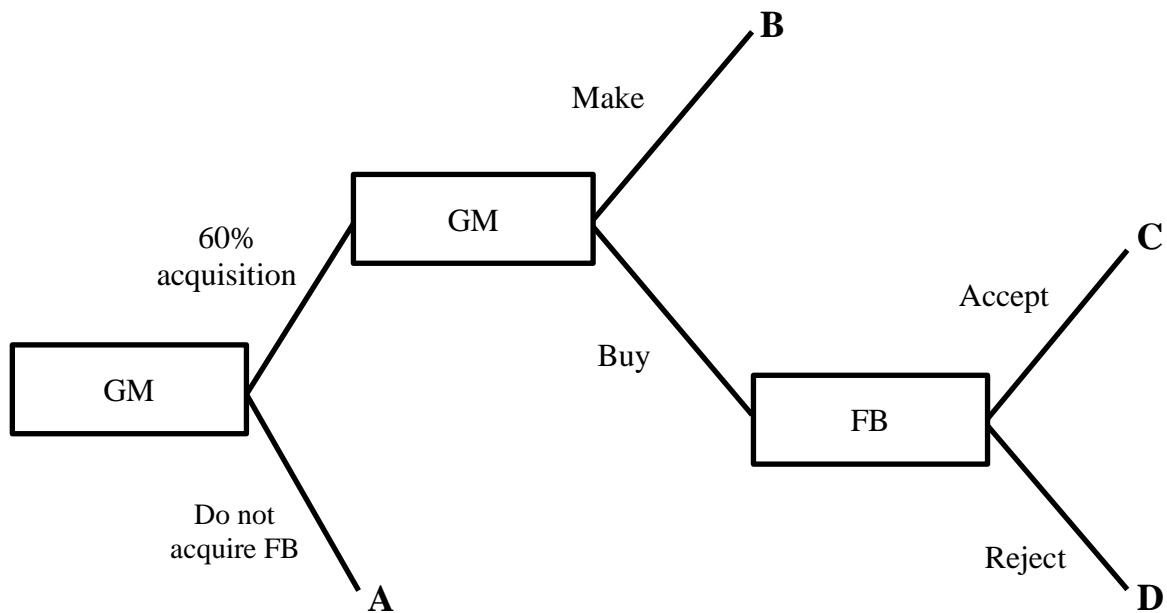 B
Make
GM
C
60%
acquisition
Accept
Buy
GM
FB
Do not
acquire FB
Reject
A
D